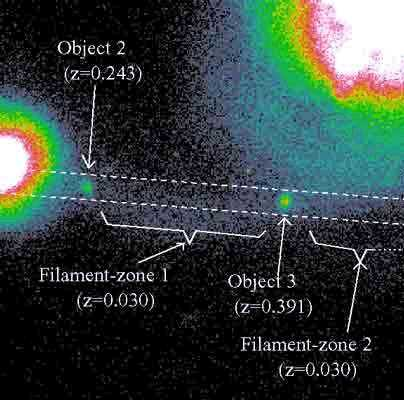 Object 2
(z=0.243)
Filament-zone 1
(z=0.030)
Object 3
(z=0.391)
Filament-zone 2
(z=0.030)